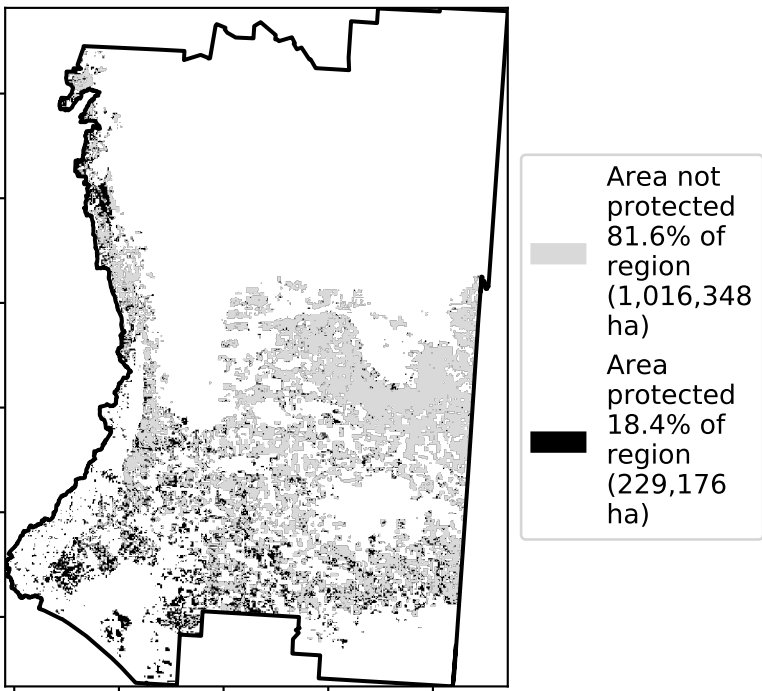 Area not
protected
81.6% of
region
(1,016,348
ha)
Area
protected
18.4% of
region
(229,176
ha)